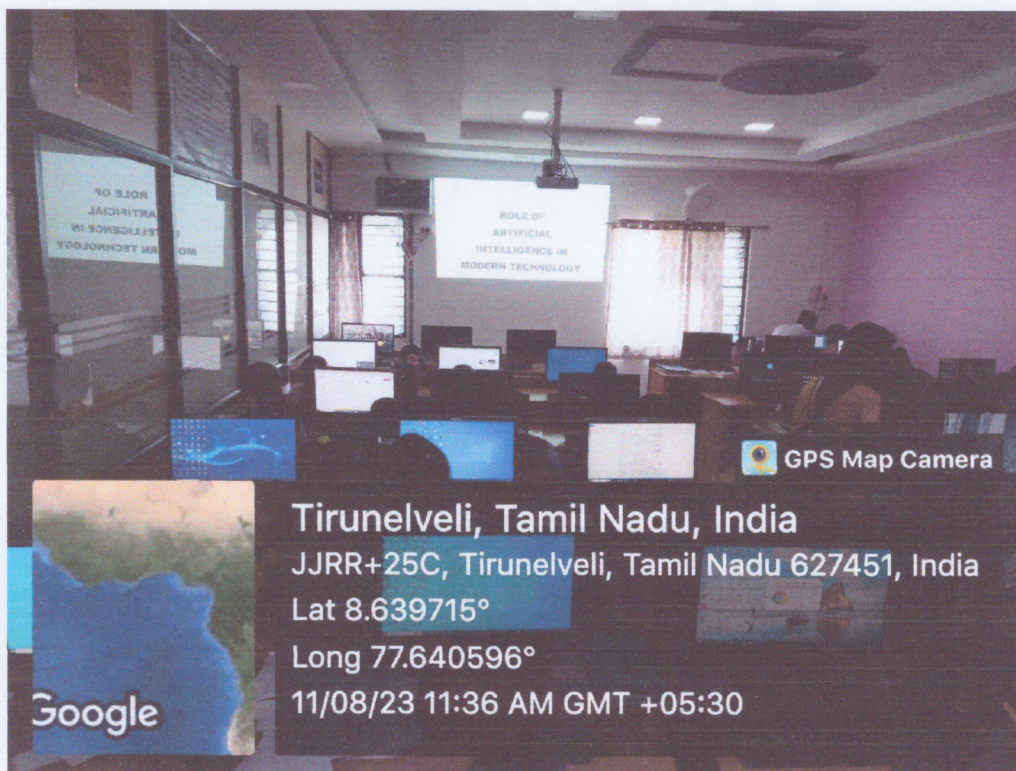 ROLE OF
ARTIFICIAL
INTELLIGENCE IN
MODERN TECHNOLOGY
GPS Map Camera
Tirunelveli, Tamil Nadu, India
JJRR+25C, Tirunelveli, Tamil Nadu 627451, India
Lat 8.639715°
Long 77.640596°
11/08/23 11:36 AM GMT +05:30
Google